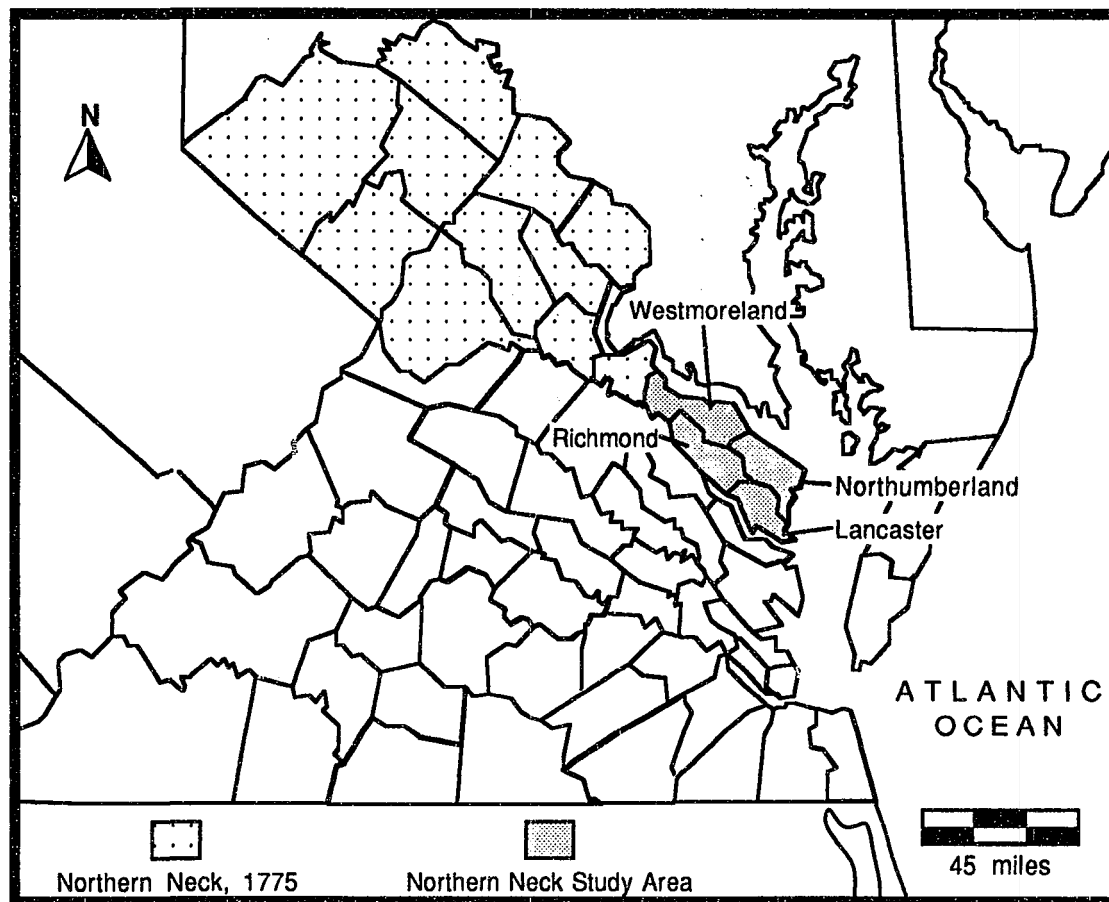 N
Westmoreland
Richmond
Northumberland
Lancaster
ATLANTIC
OCEAN
45 miles
Northern Neck, 1775
Northern Neck Study Area